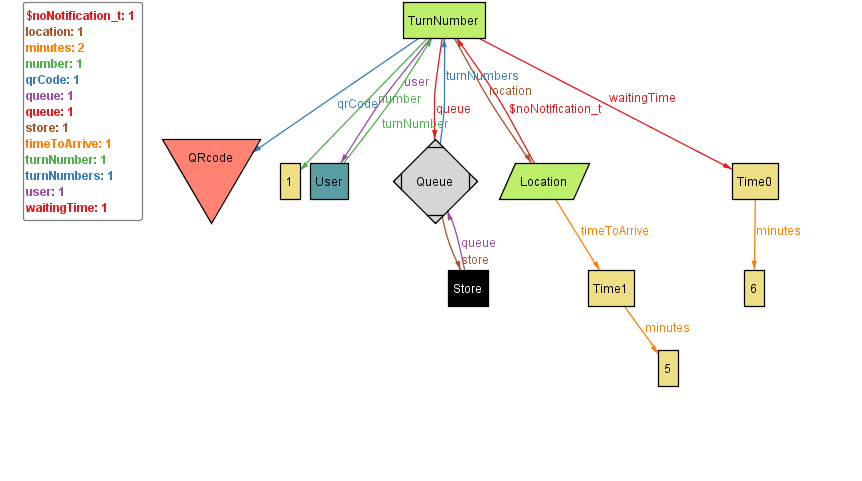 $noNotification_t: 1
location: 1
minutes: 2
number: 1
qrCode: 1
queue: 1
queue: 1
store: 1
timeToArrive: 1
turnNumber: 1
turnNumbers: 1
user: 1
waitingTime: 1
TurnNumber
turnNumbers
user
location
waitingTime
number
qrCode
queue
$noNotification_t
turnNumber
QRcode
1
User
Queue
Location
Time0
timeToArrive
minutes
queue
store
Store
Time1
6
minutes
5